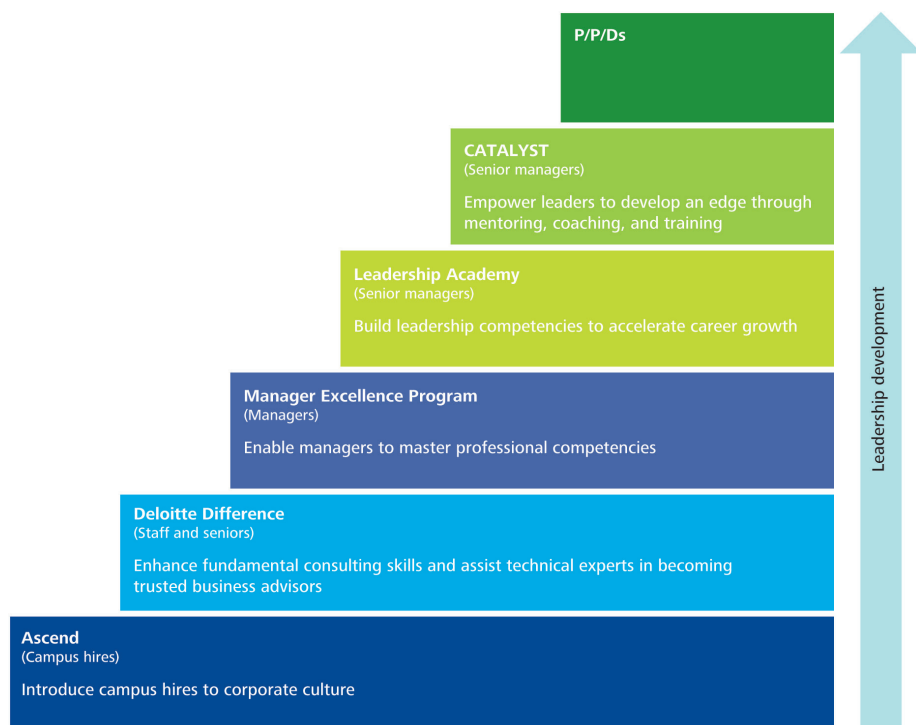 P/P/Ds
CATALYST
(Senior managers)
Empower leaders to develop an edge through
mentoring, coaching, and training
Leadership Academy
(Senior managers)
Build leadership competencies to accelerate career growth
Manager Excellence Program
(Managers)
Enable managers to master professional competencies
Deloitte Difference
(Staff and seniors)
Enhance fundamental consulting skills and assist technical experts in becoming
trusted business advisors
Ascend
(Campus hires)
Introduce campus hires to corporate culture
Leadership development